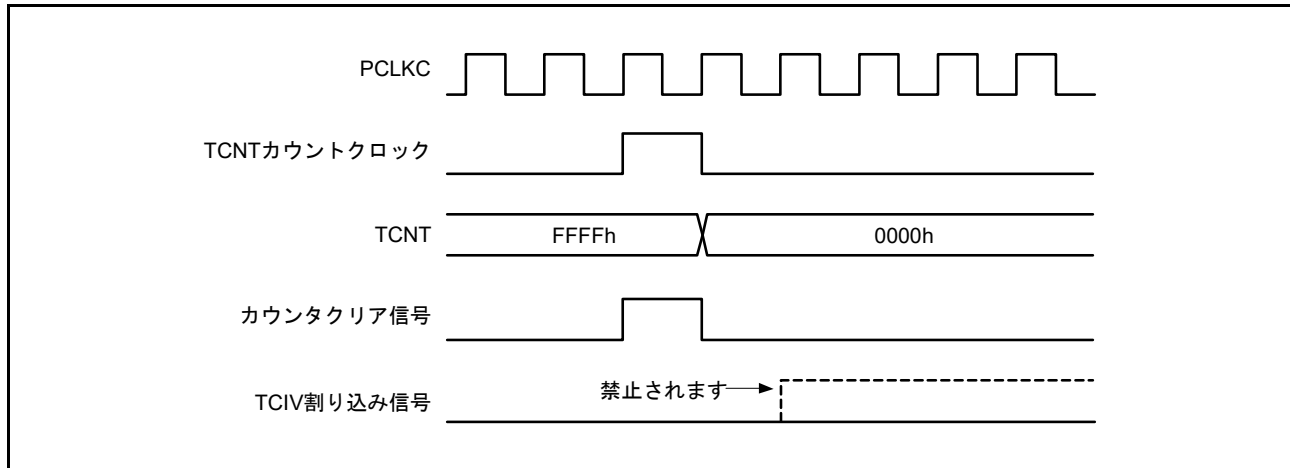 PCLKC
TCNTカウントクロック
TCNT
FFFFh
0000h
カウンタクリア信号
禁止されます
TCIV割り込み信号